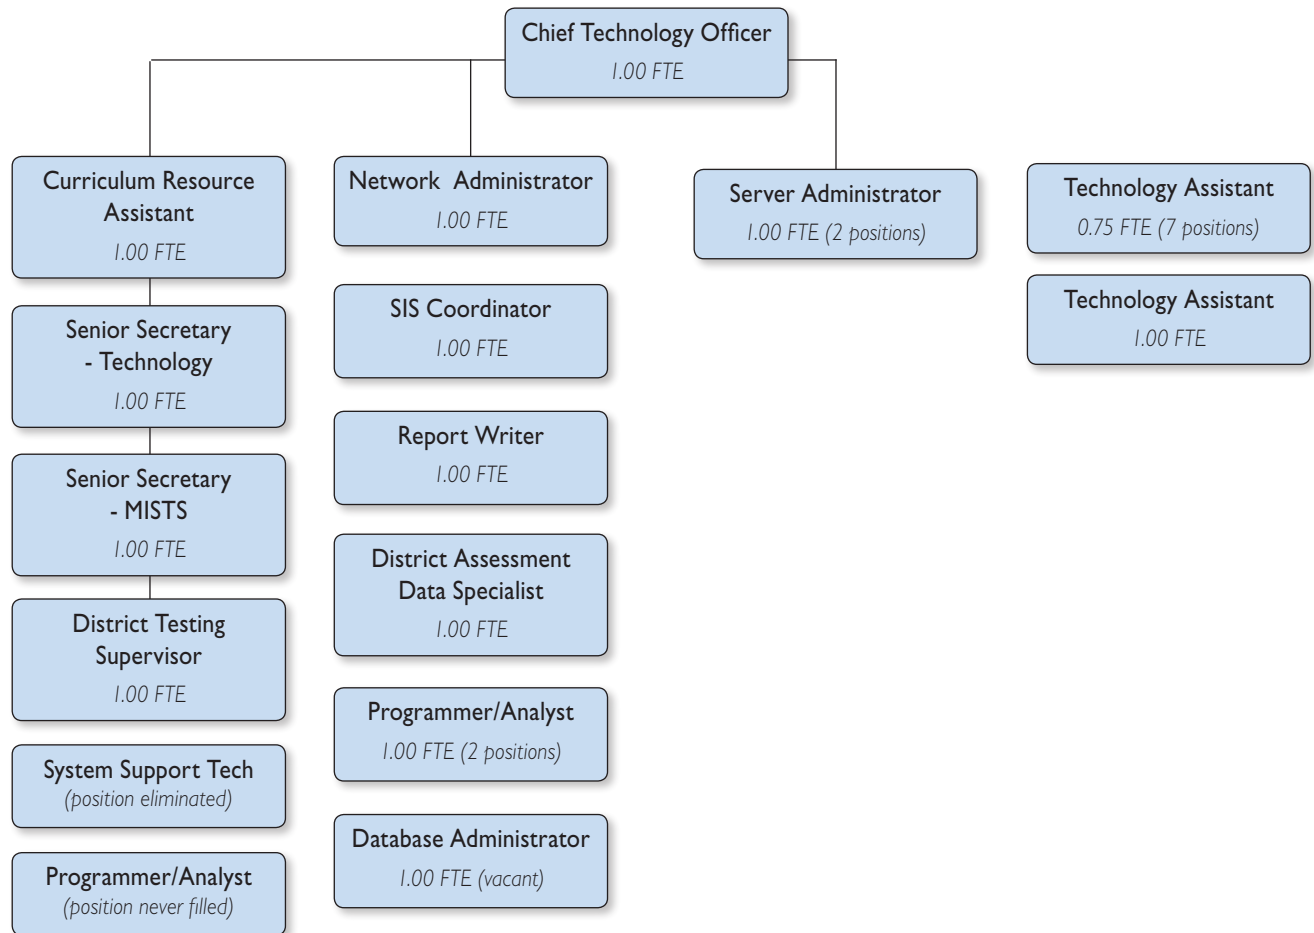 Chief Technology Officer
1.00 FTE
Curriculum Resource
Assistant
1.00 FTE
Senior Secretary
- Technology
1.00 FTE
Senior Secretary
- MISTS
1.00 FTE
District Testing
Supervisor
1.00 FTE
System Support Tech
(position eliminated)
Programmer/Analyst
(position never filled)
Network Administrator
1.00 FTE
SIS Coordinator
1.00 FTE
Report Writer
1.00 FTE
District Assessment
Data Specialist
1.00 FTE
Programmer/Analyst
1.00 FTE (2 positions)
Database Administrator
1.00 FTE (vacant)
Server Administrator
1.00 FTE (2 positions)
Technology Assistant
0.75 FTE (7 positions)
Technology Assistant
1.00 FTE